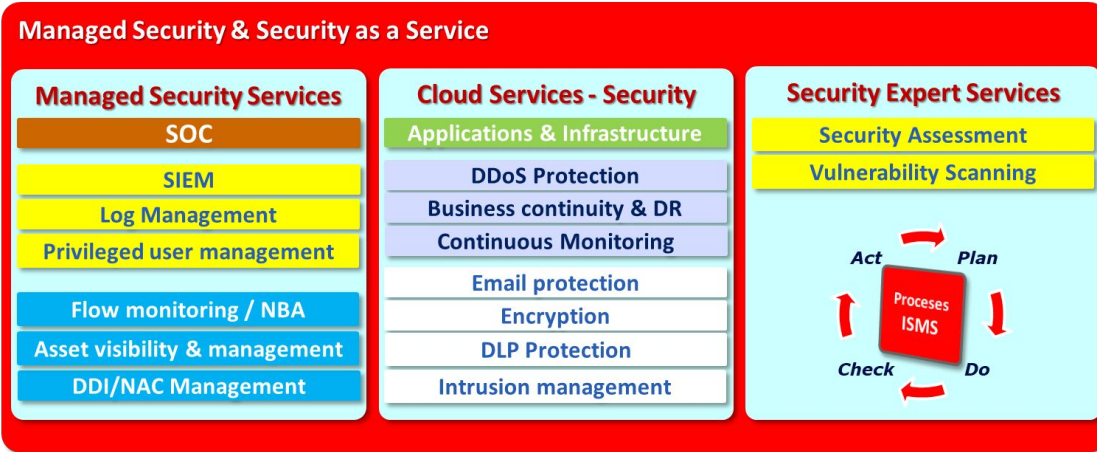 Managed Security & Security as a Service
Managed Security Services
SOC
SIEM
Log Management
Privileged user management
Flow monitoring / NBA
Asset visibility & management
DDI/NAC Management
Cloud Services - Security
Applications & Infrastructure
DDoS Protection
Business continuity & DR
Continuous Monitoring
Email protection
Encryption
DLP Protection
Intrusion management
Security Expert Services
Security Assessment
Vulnerability Scanning
Act
Plan
Proceses
ISMS
Check
Do